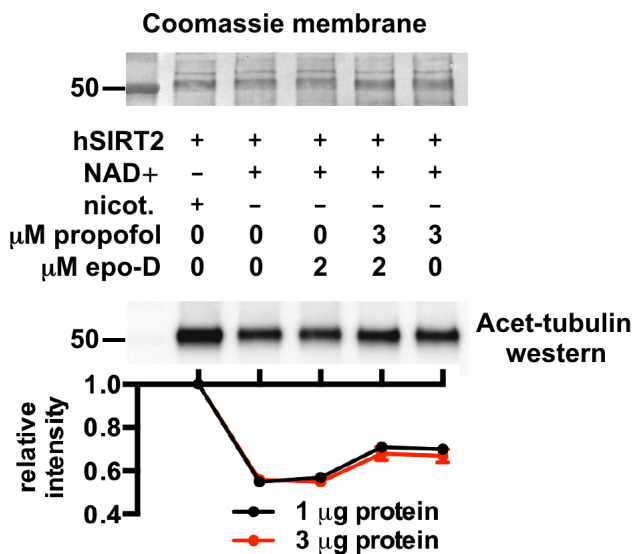 Coomassie membrane
50
hSIRT2 + + + + +
NAD+ – + + + +
nicot. + – – – –
μM propofol 0 0 0 3 3
μM epo-D 0 0 2 2 0
50
Acet-tubulin
western
1.0
0.8
0.6
0.4
relative
intensity
1 μg protein
3 μg protein